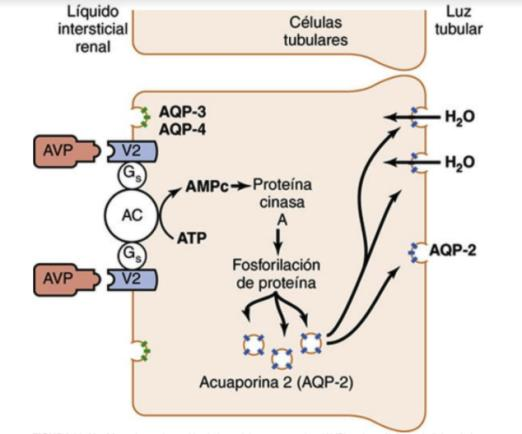 Líquido
intersticial
renal
Células
tubulares
Luz
tubular
AQP-3
AQP-4
H₂O
AVP
V2
Gs
H₂O
AMPc
Proteína
cinasa
A
AC
ATP
Gs
AQP-2
Fosforilación
de proteína
AVP
V2
Acuaporina 2 (AQP-2)